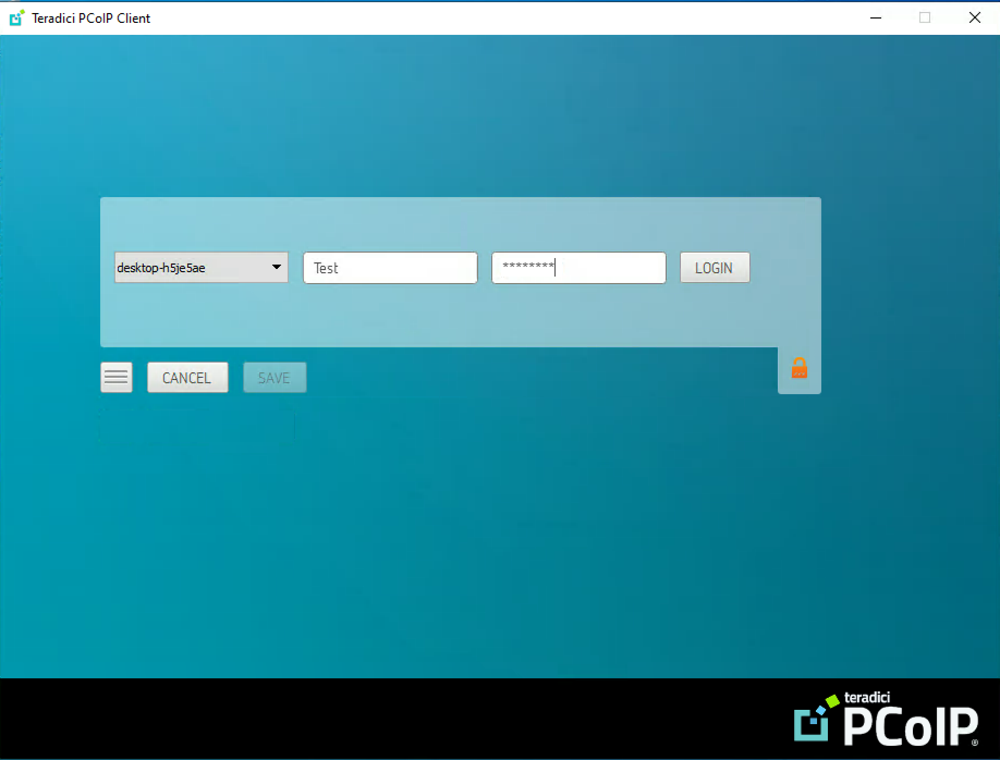 Teradici PCoIP Client
desktop-h5je5ae
Test
********
LOGIN
CANCEL
SAVE
teradici
PCoIP®